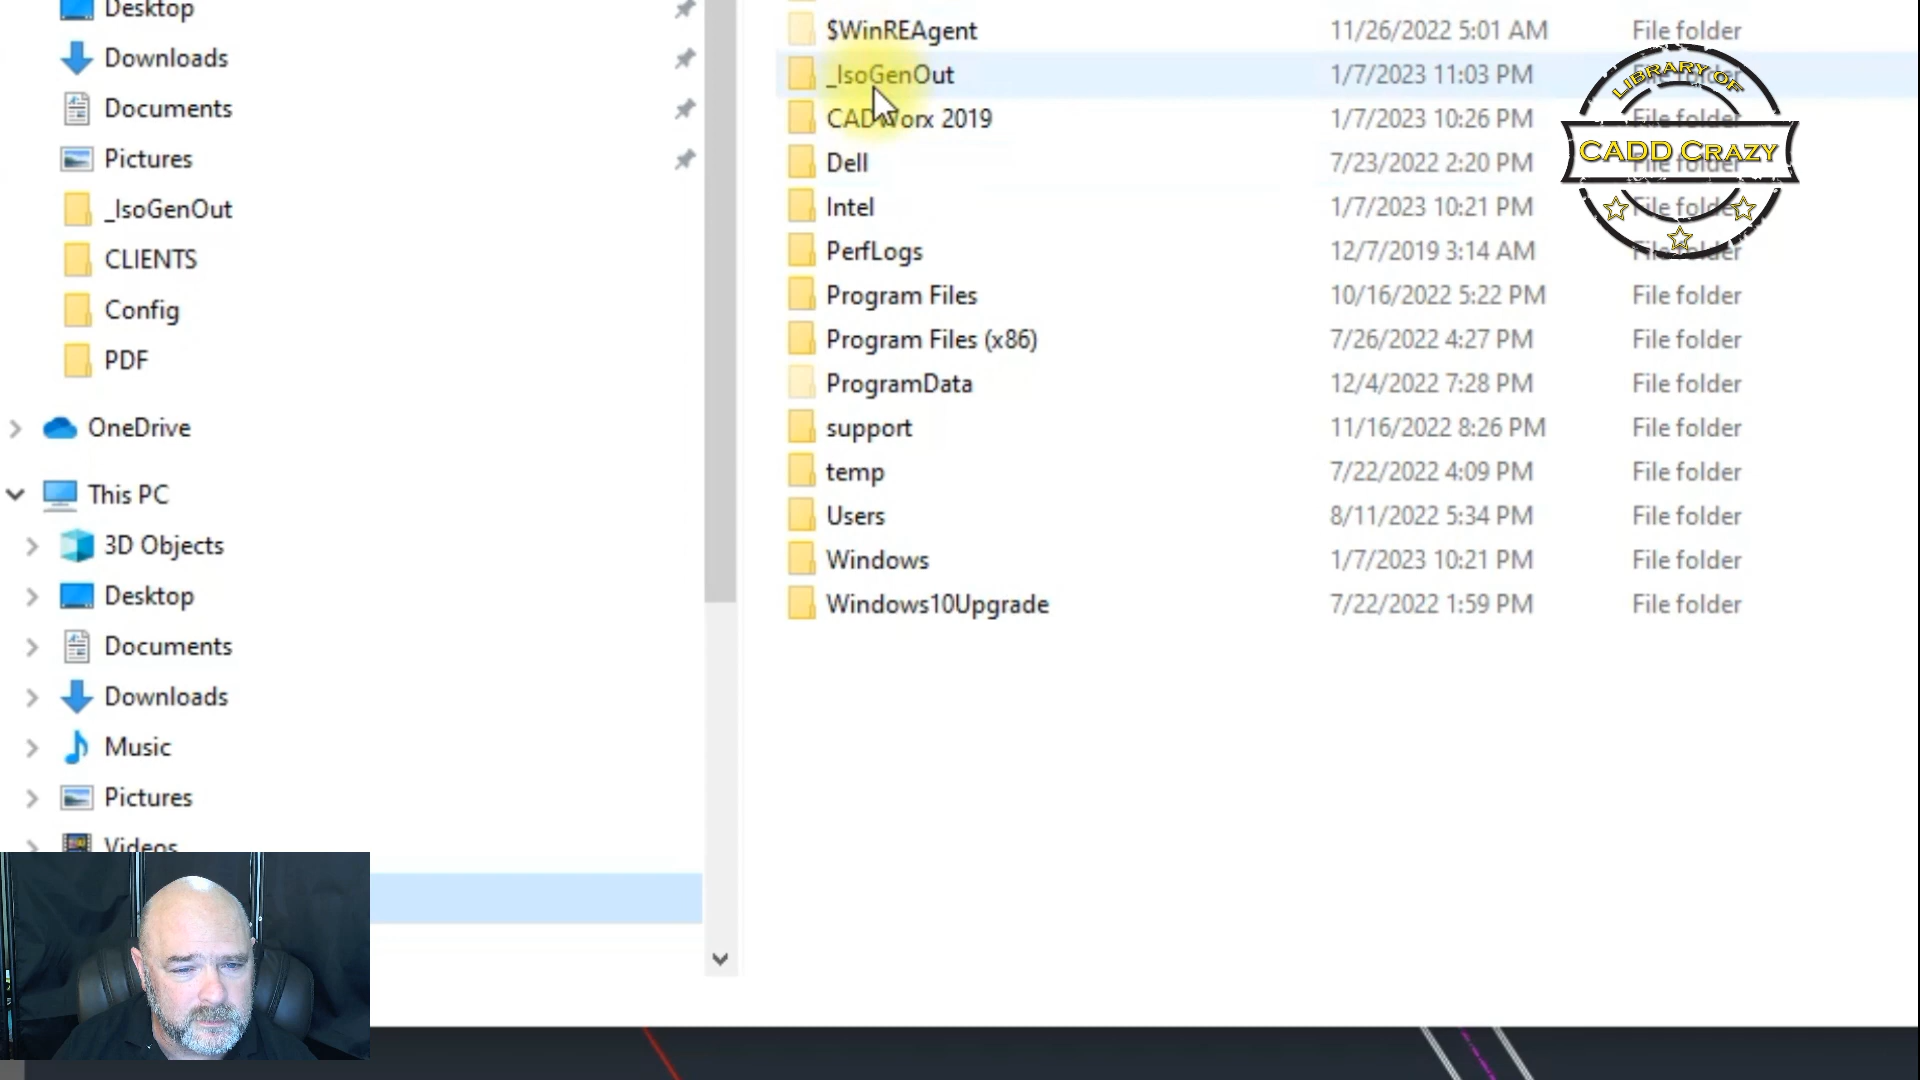 Desktop
Downloads
Documents
Pictures
_IsoGenOut
CLIENTS
Config
PDF
OneDrive
This PC
3D Objects
Desktop
Documents
Downloads
Music
Pictures
Videos
$WinREAgent 11/26/2022 5:01 AM File folder
_IsoGenOut 1/7/2023 11:03 PM File folder
CADWorx 2019 1/7/2023 10:26 PM File folder
Dell 7/23/2022 2:20 PM File folder
Intel 1/7/2023 10:21 PM File folder
PerfLogs 12/7/2019 3:14 AM File folder
Program Files 10/16/2022 5:22 PM File folder
Program Files (x86) 7/26/2022 4:27 PM File folder
ProgramData 12/4/2022 7:28 PM File folder
support 11/16/2022 8:26 PM File folder
temp 7/22/2022 4:09 PM File folder
Users 8/11/2022 5:34 PM File folder
Windows 1/7/2023 10:21 PM File folder
Windows10Upgrade 7/22/2022 1:59 PM File folder
LIBRARY OF
CADD CRAZY